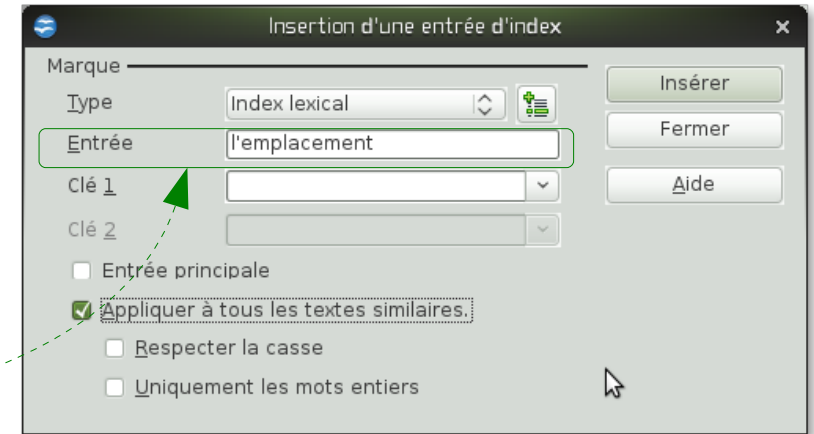 Insertion d'une entrée d'index
Marque
Insérer
Type Index lexical
Fermer
Entrée l'emplacement
Clé 1
Aide
Clé 2
Entrée principale
Appliquer à tous les textes similaires.
Respecter la casse
Uniquement les mots entiers